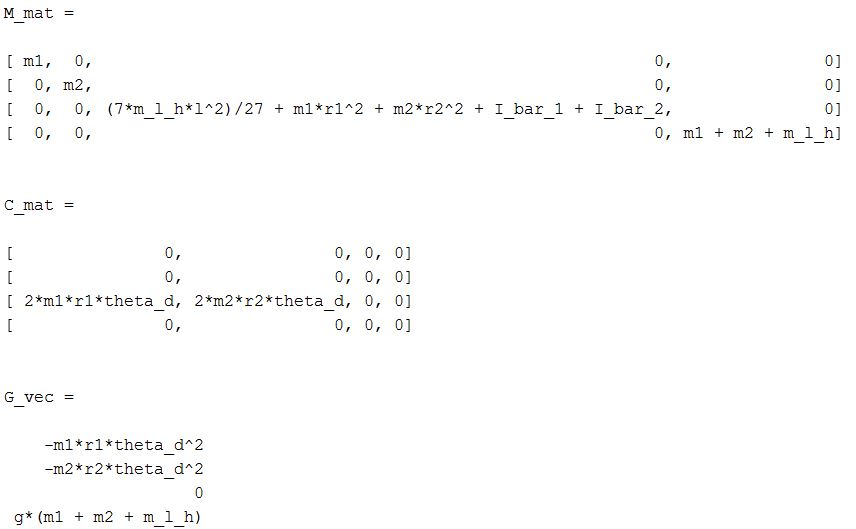 M_mat =
[ m1, 0, 0, 0]
[ 0, m2, 0, 0]
[ 0, 0, (7*m_l_h*l^2)/27 + m1*r1^2 + m2*r2^2 + I_bar_1 + I_bar_2, 0]
[ 0, 0, 0, m1 + m2 + m_l_h]
C_mat =
[ 0, 0, 0, 0]
[ 0, 0, 0, 0]
[ 2*m1*r1*theta_d, 2*m2*r2*theta_d, 0, 0]
[ 0, 0, 0, 0]
G_vec =
-m1*r1*theta_d^2
-m2*r2*theta_d^2
0
g*(m1 + m2 + m_l_h)